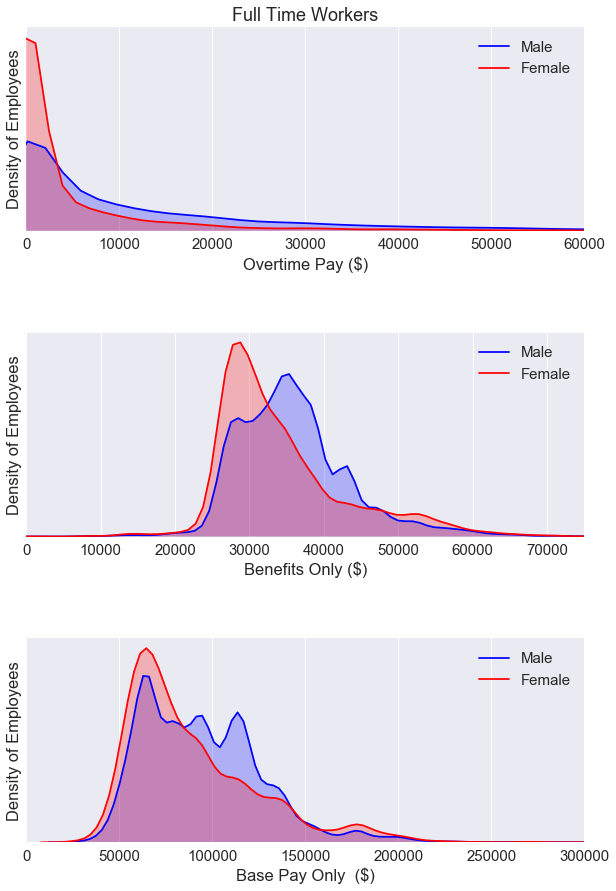 Full Time Workers
Male
Female
Density of Employees
0 10000 20000 30000 40000 50000 60000
Overtime Pay ($)
Male
Female
Density of Employees
0 10000 20000 30000 40000 50000 60000 70000
Benefits Only ($)
Male
Female
Density of Employees
0 50000 100000 150000 200000 250000 300000
Base Pay Only ($)